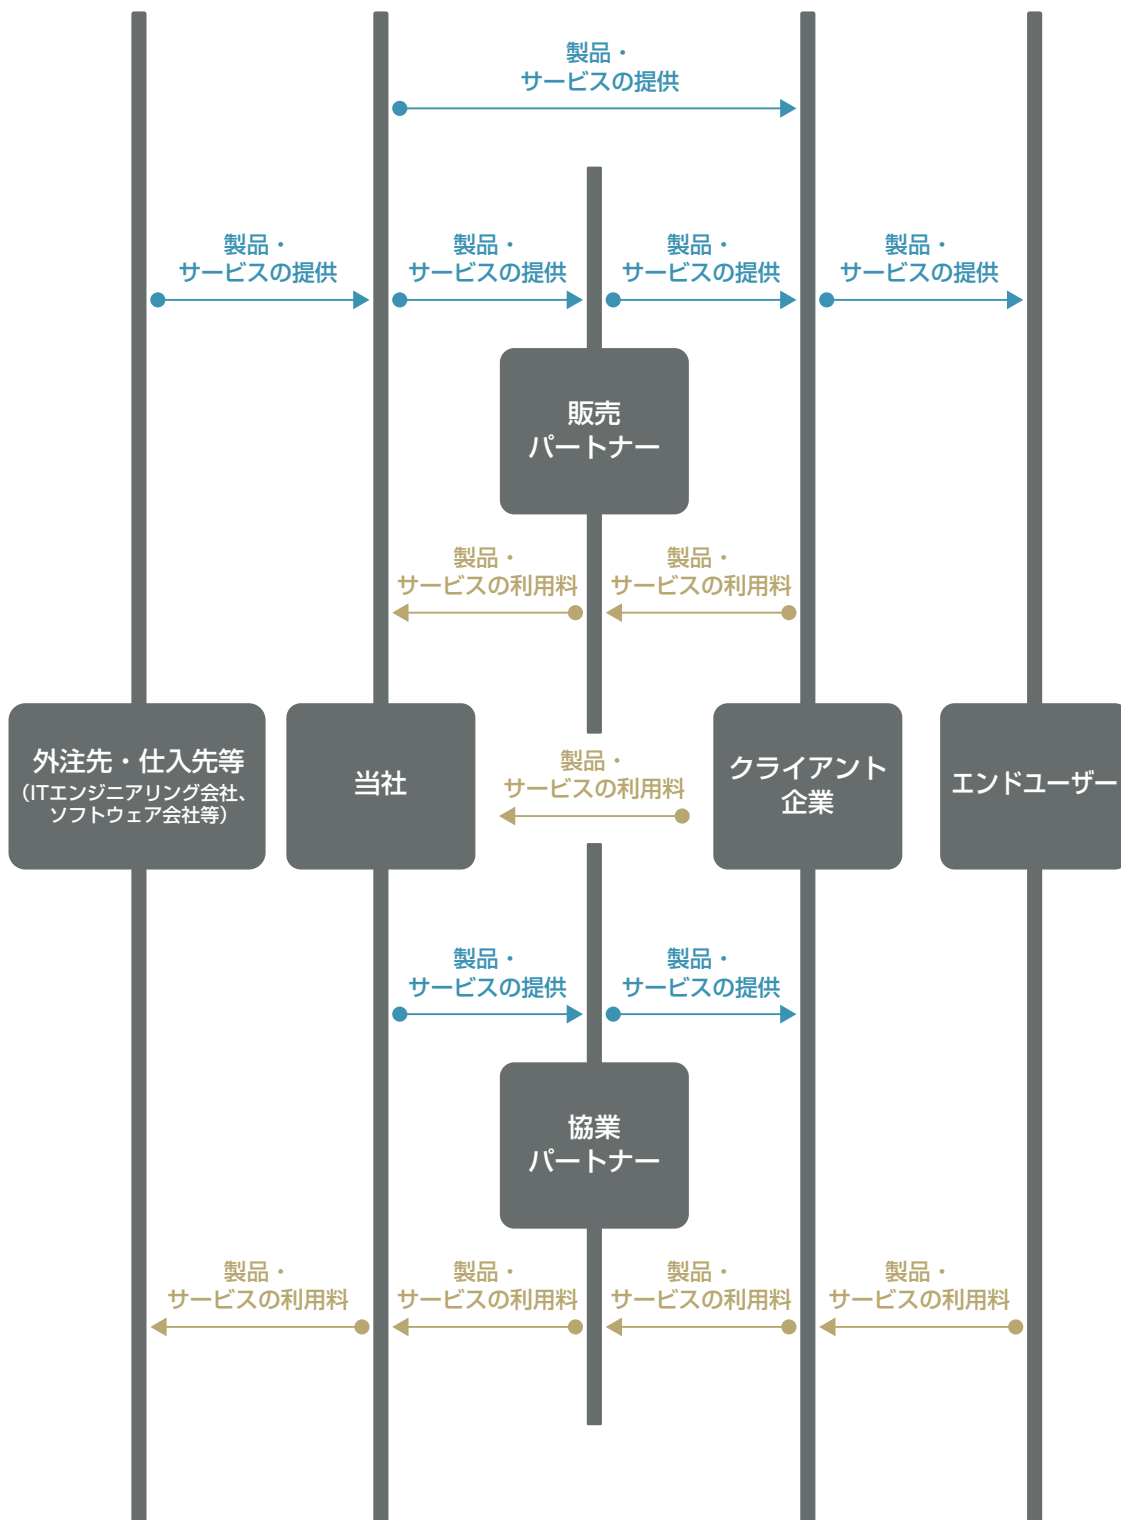 製品・
サービスの提供
製品・
サービスの提供
製品・
サービスの提供
製品・
サービスの提供
製品・
サービスの提供
販売
パートナー
製品・
サービスの利用料
製品・
サービスの利用料
外注先・仕入先等
（ITエンジニアリング会社、
ソフトウェア会社等）
当社
製品・
サービスの利用料
クライアント
企業
エンドユーザー
製品・
サービスの提供
製品・
サービスの提供
協業
パートナー
製品・
サービスの利用料
製品・
サービスの利用料
製品・
サービスの利用料
製品・
サービスの利用料